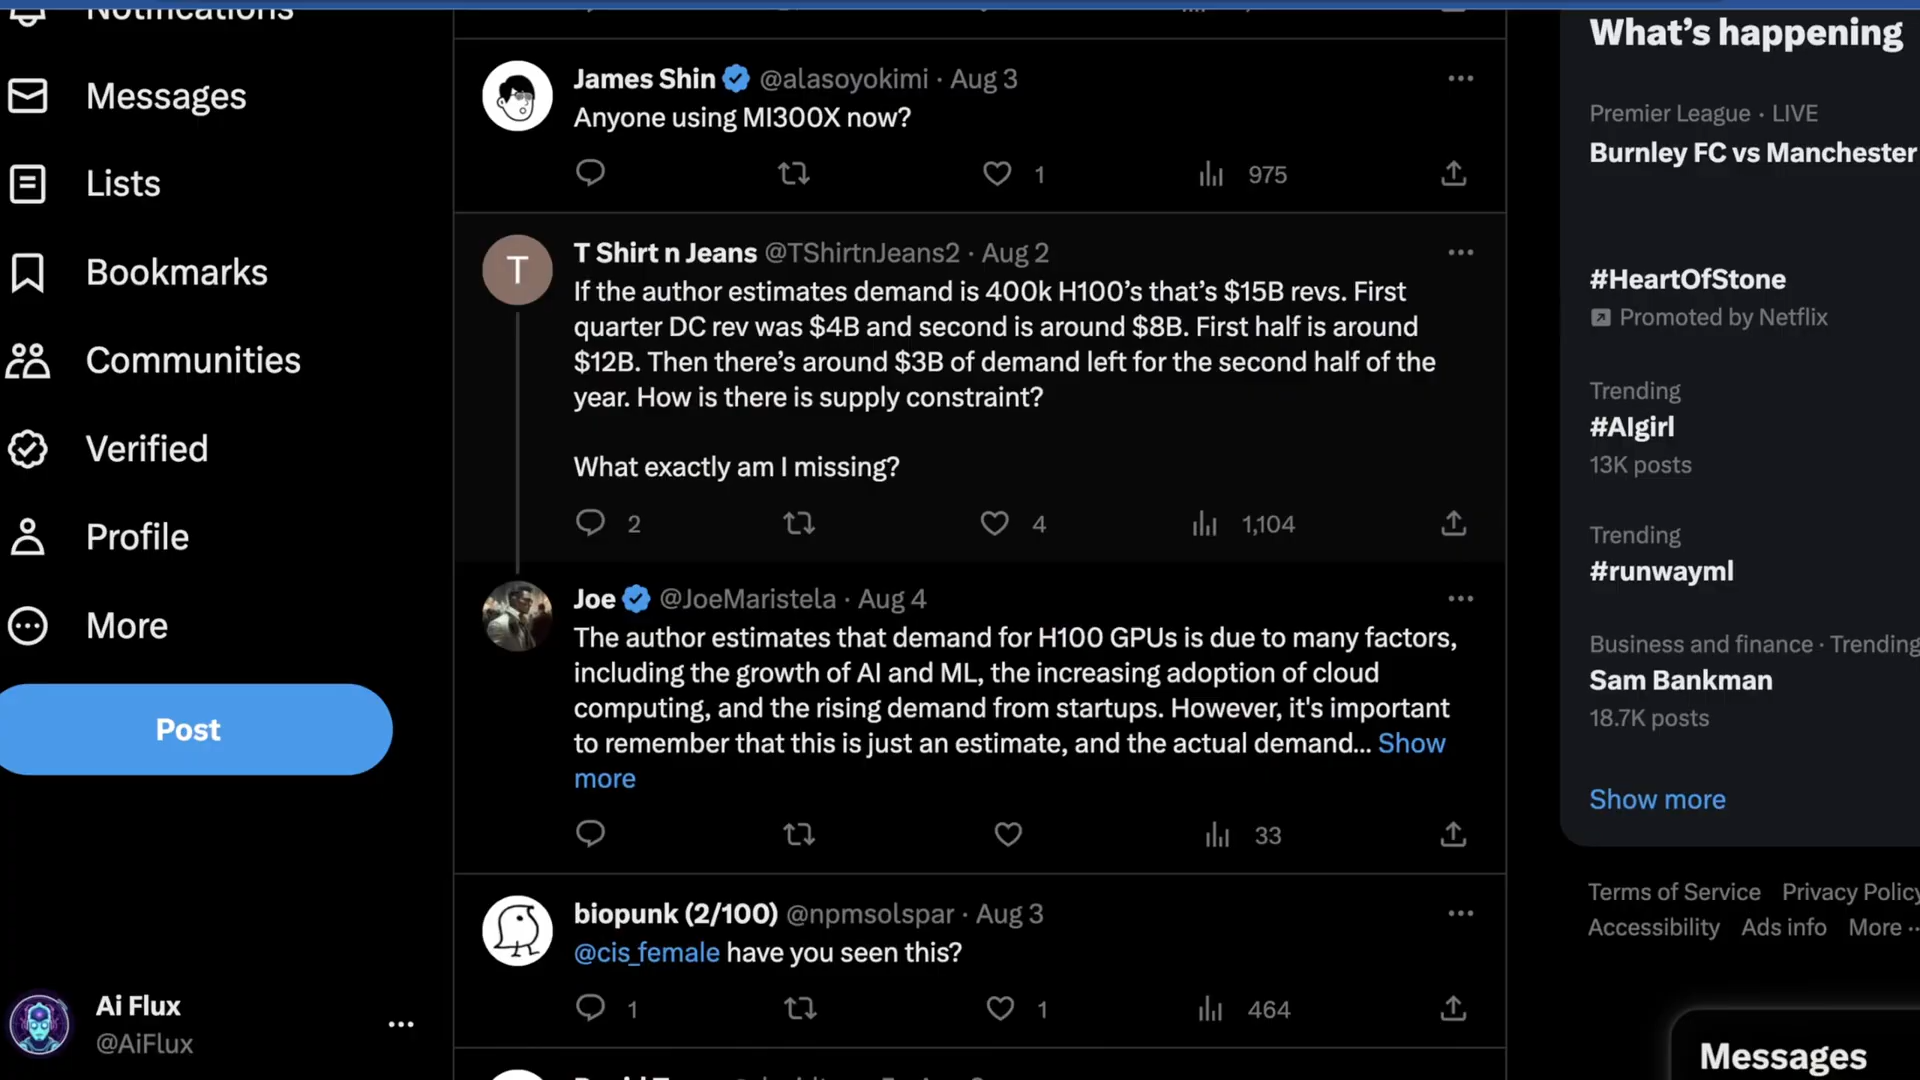 Notifications
Messages
Lists
Bookmarks
Communities
Verified
Profile
More
Post
Ai Flux
@AiFlux
James Shin @alasoyokimi · Aug 3
Anyone using MI300X now?
1 975
T
T Shirt n Jeans @TShirtnJeans2 · Aug 2
If the author estimates demand is 400k H100’s that’s $15B revs. First
quarter DC rev was $4B and second is around $8B. First half is around
$12B. Then there’s around $3B of demand left for the second half of the
year. How is there is supply constraint?
What exactly am I missing?
2 4 1,104
Joe @JoeMaristela · Aug 4
The author estimates that demand for H100 GPUs is due to many factors,
including the growth of AI and ML, the increasing adoption of cloud
computing, and the rising demand from startups. However, it's important
to remember that this is just an estimate, and the actual demand... Show
more
33
biopunk (2/100) @npmsolspar · Aug 3
@cis_female have you seen this?
1 1 464
What’s happening
Premier League · LIVE
Burnley FC vs Manchester
#HeartOfStone
Promoted by Netflix
Trending
#AIgirl
13K posts
Trending
#runwayml
Business and finance · Trending
Sam Bankman
18.7K posts
Show more
Terms of Service Privacy Policy
Accessibility Ads info More ··
Messages